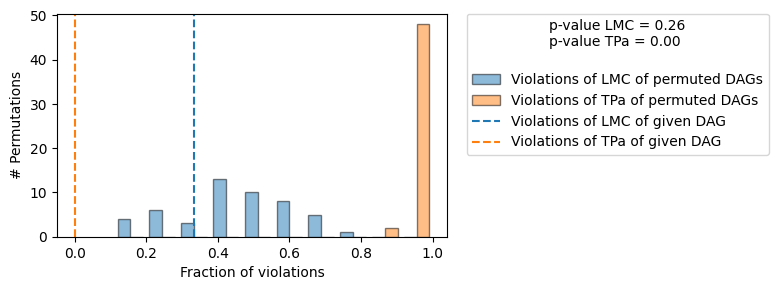 50
40
30
20
10
0
# Permutations
0.0 0.2 0.4 0.6 0.8 1.0
Fraction of violations
p-value LMC = 0.26
p-value TPa = 0.00
Violations of LMC of permuted DAGs
Violations of TPa of permuted DAGs
Violations of LMC of given DAG
Violations of TPa of given DAG